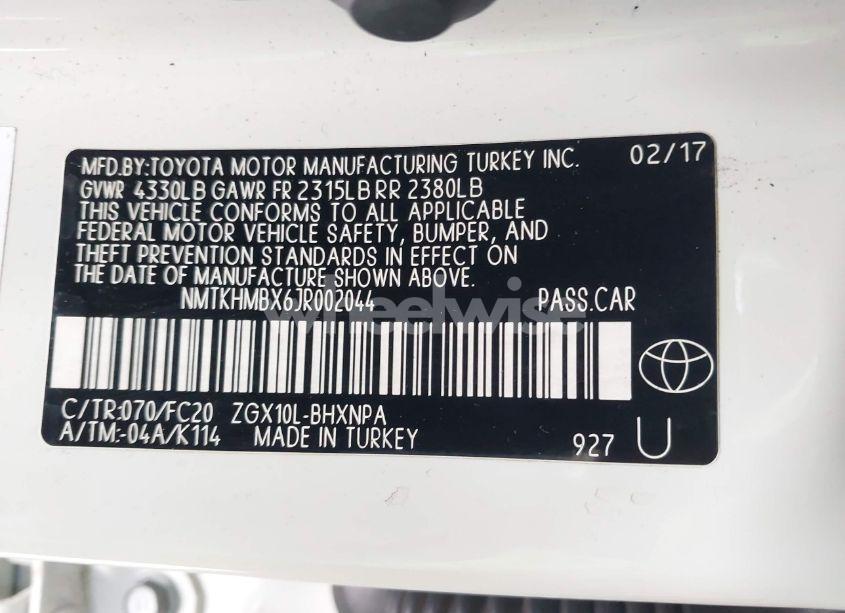 MFD.BY:TOYOTA MOTOR MANUFACTURING TURKEY INC. 02/17
GVWR 4330LB GAWR FR 2315LB RR 2380LB
THIS VEHICLE CONFORMS TO ALL APPLICABLE
FEDERAL MOTOR VEHICLE SAFETY, BUMPER, AND
THEFT PREVENTION STANDARDS IN EFFECT ON
THE DATE OF MANUFACTURE SHOWN ABOVE.
NMTKHMBX6JR002044 PASS.CAR
wheelwise
C/TR:070/FC20 ZGX10L-BHXNPA
A/TM:-04A/K114 MADE IN TURKEY 927 U